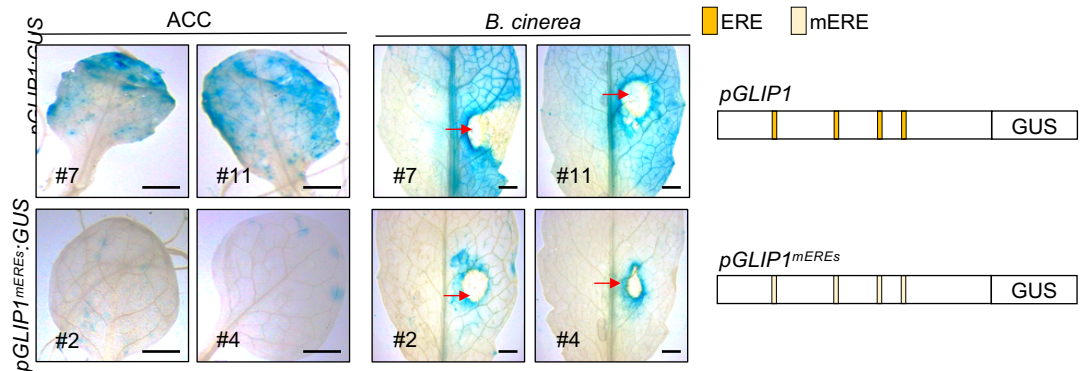 ACC
B. cinerea
ERE
mERE
pGLIP1:GUS
#7
#11
#7
#11
pGLIP1
GUS
pGLIP1mEREs:GUS
#2
#4
#2
#4
pGLIP1mEREs
GUS